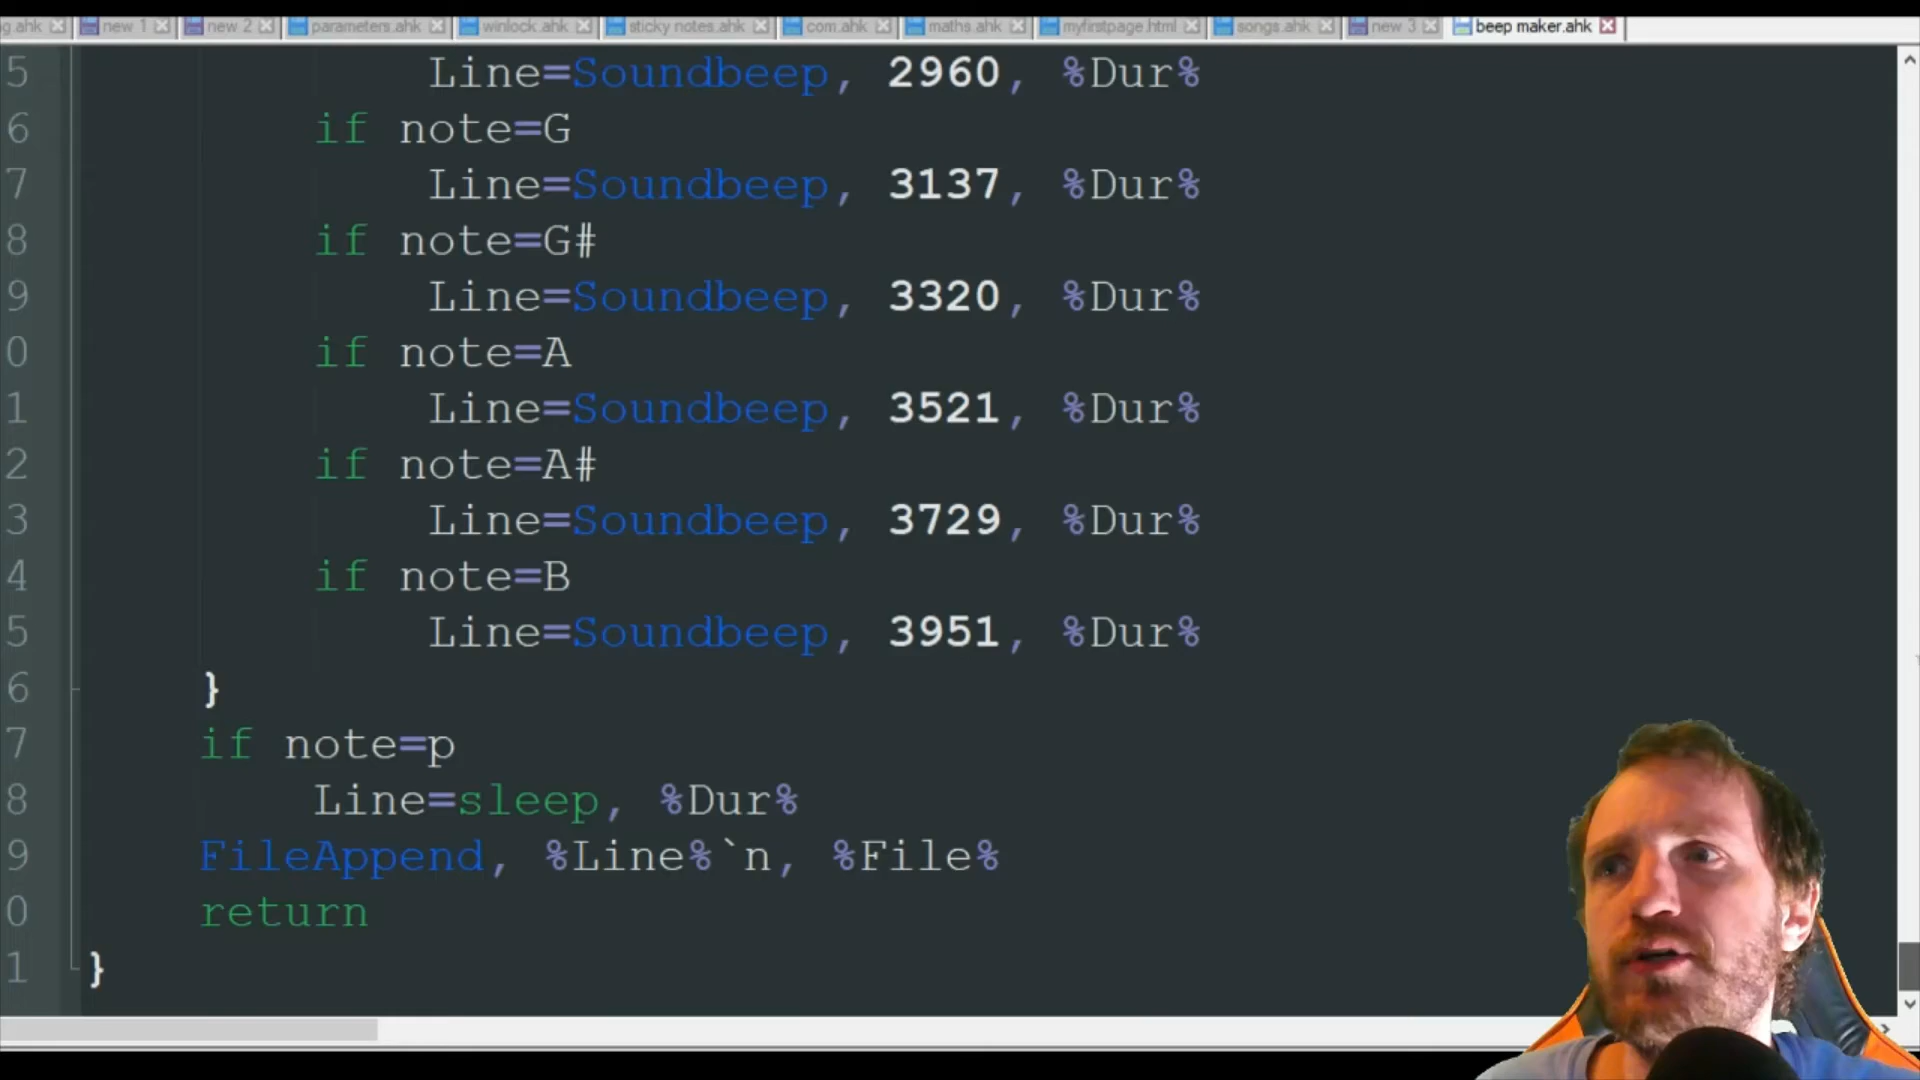 g.ahk new 1 new 2 parameters.ahk winlock.ahk sticky notes.ahk com.ahk maths.ahk myfirstpage.html songs.ahk new 3 beep maker.ahk
5 Line=Soundbeep, 2960, %Dur%
6 if note=G
7 Line=Soundbeep, 3137, %Dur%
8 if note=G#
9 Line=Soundbeep, 3320, %Dur%
0 if note=A
1 Line=Soundbeep, 3521, %Dur%
2 if note=A#
3 Line=Soundbeep, 3729, %Dur%
4 if note=B
5 Line=Soundbeep, 3951, %Dur%
6 }
7 if note=p
8 Line=sleep, %Dur%
9 FileAppend, %Line%`n, %File%
0 return
1 }